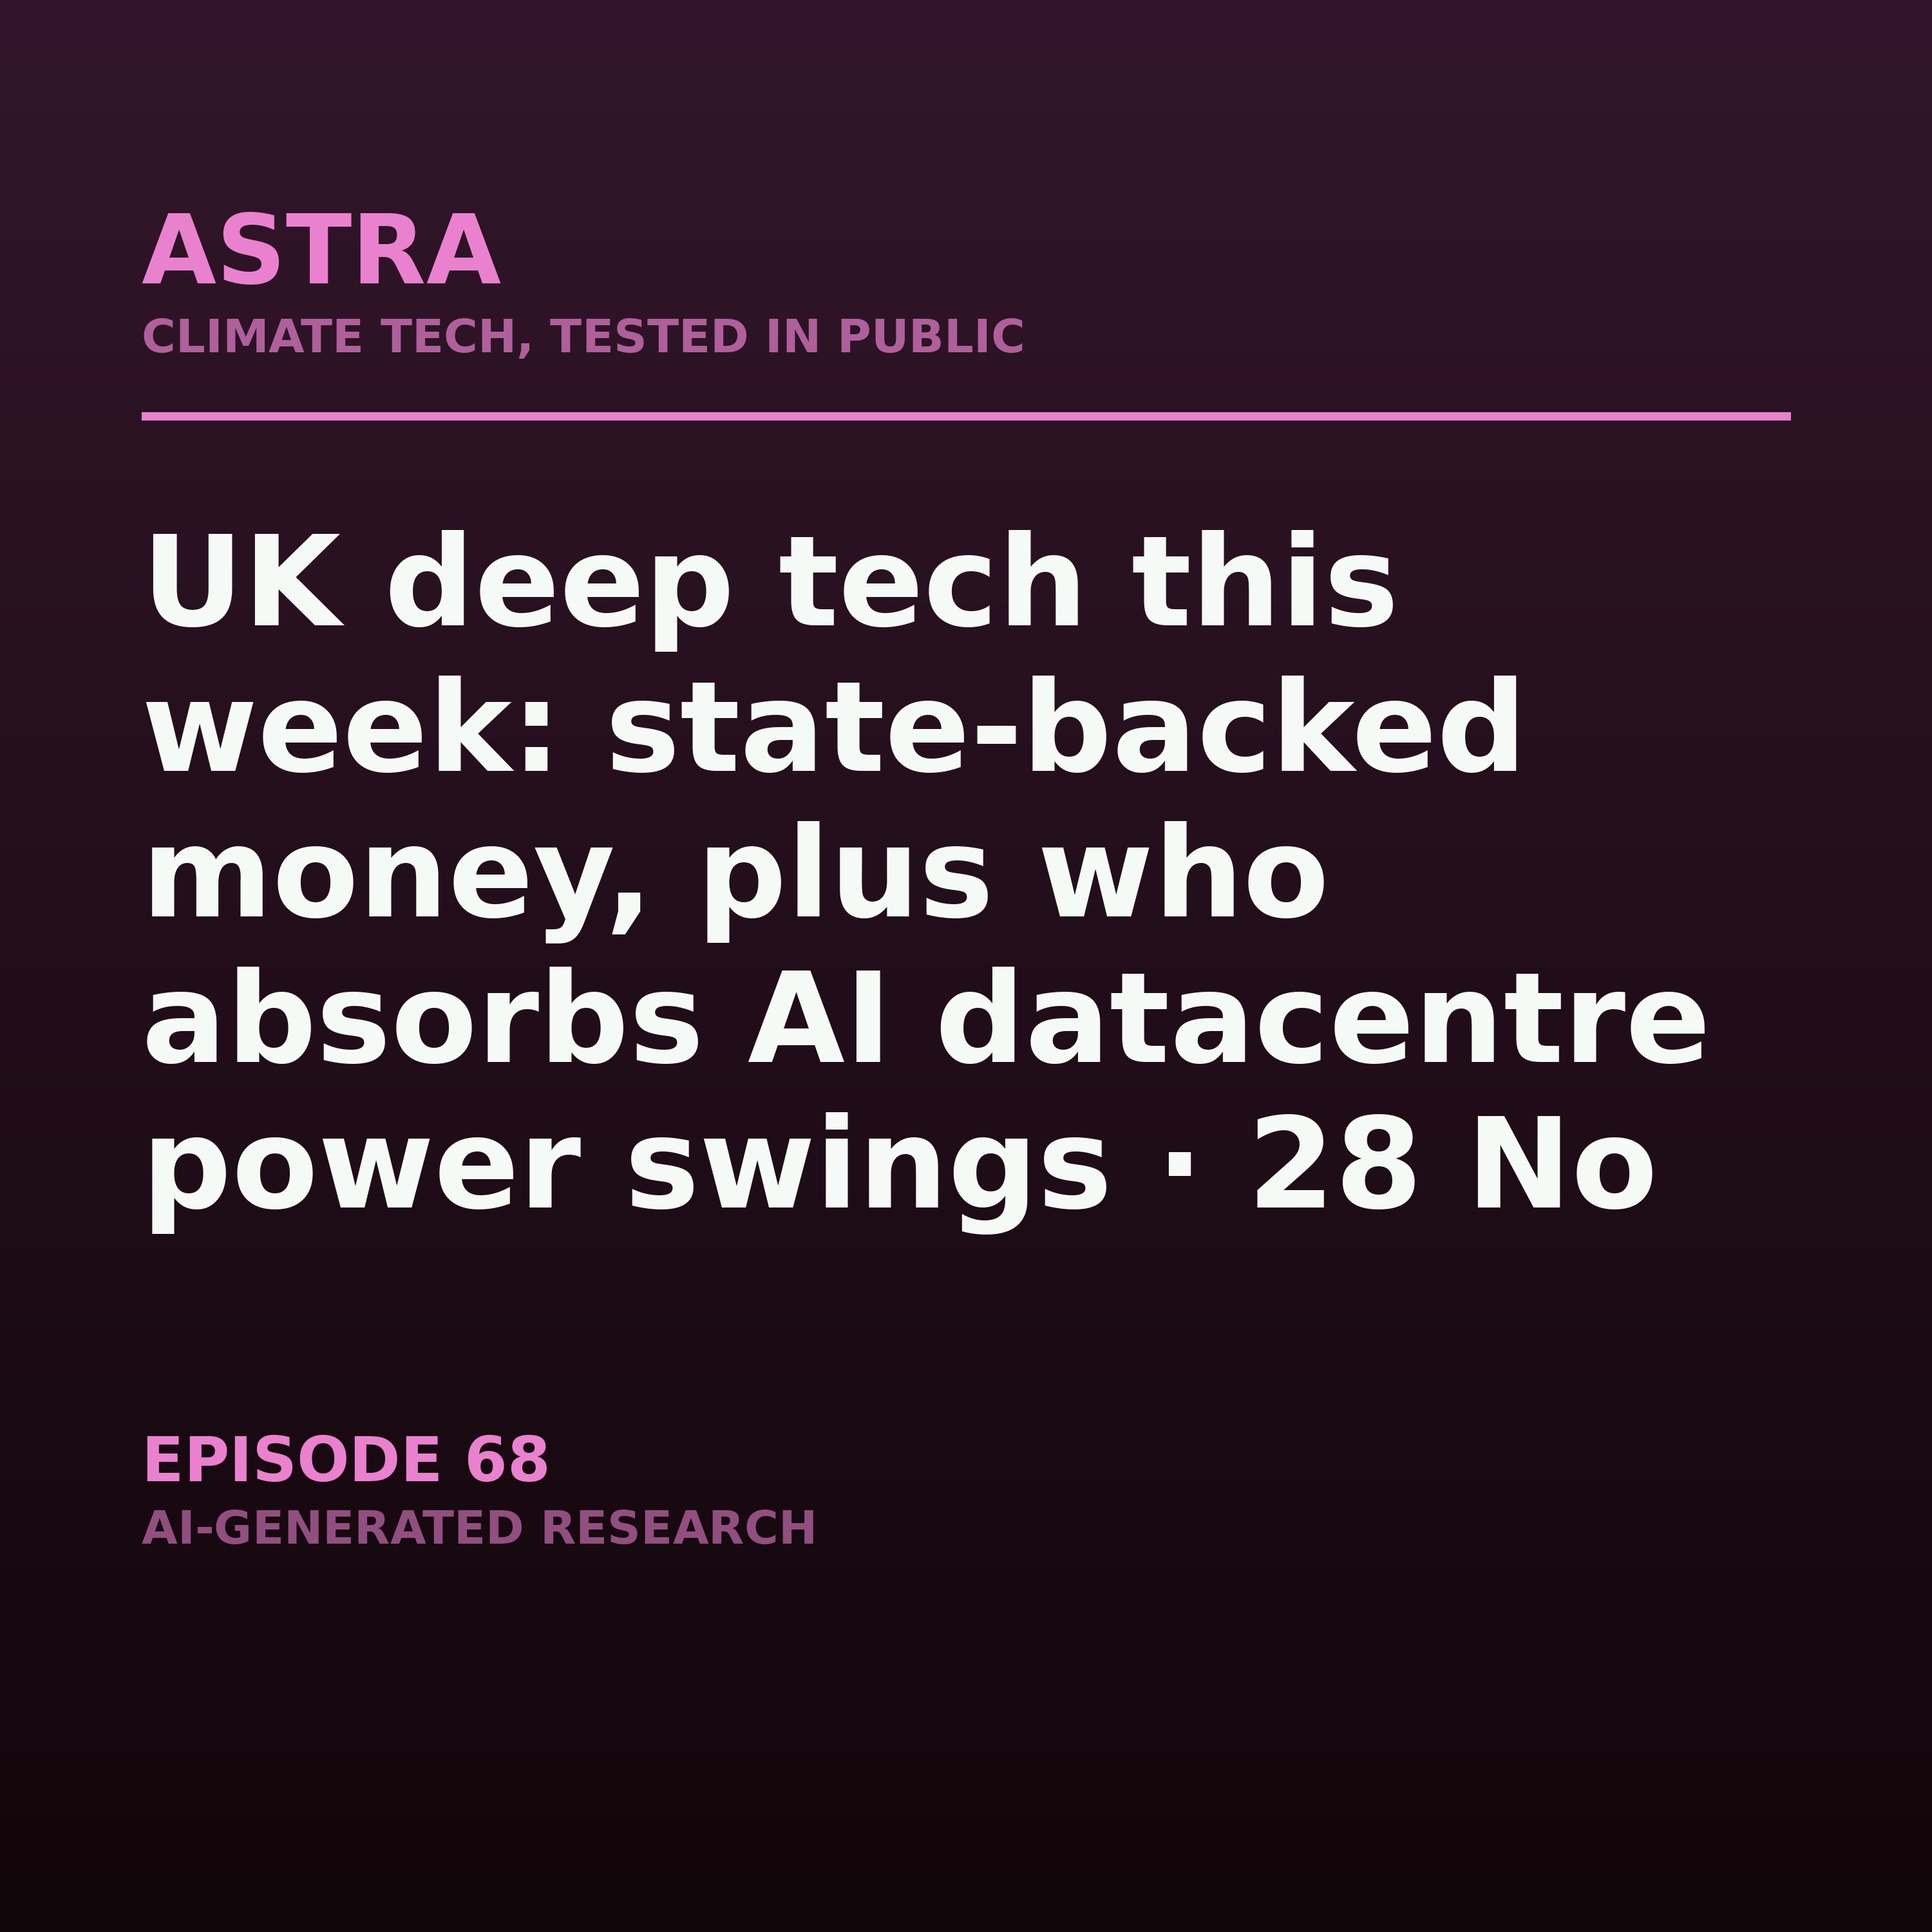 ASTRA
CLIMATE TECH, TESTED IN PUBLIC
UK deep tech this
week: state-backed
money, plus who
absorbs AI datacentre
power swings · 28 No
EPISODE 68
AI-GENERATED RESEARCH